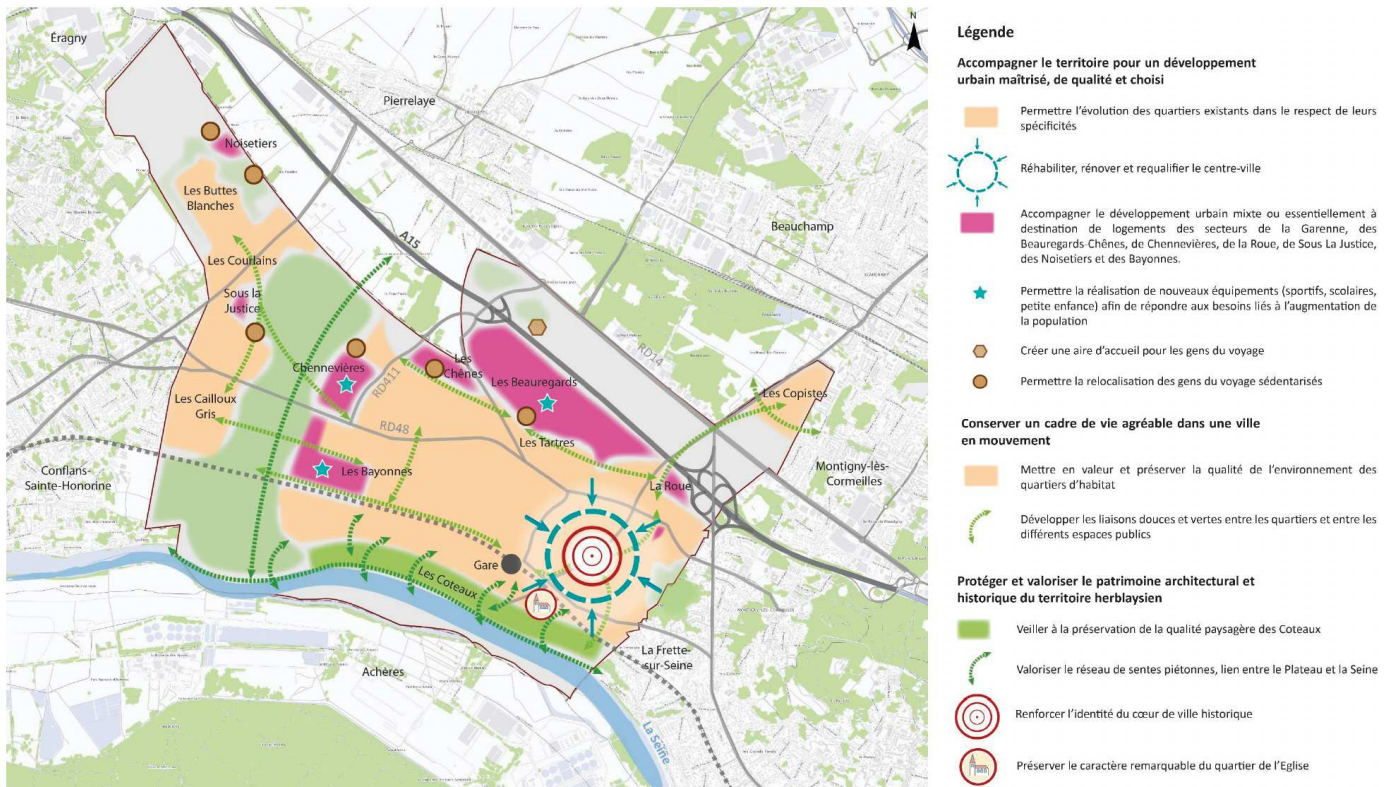 N
Éragny
Pierrelaye
Noisetiers
Les Buttes
Blanches
Beauchamp
A15
Les Courlains
Sous la
Justice
RD14
Chennevières
RD411
Les
Chênes
Les Beauregards
Les Copistes
Les Cailloux
Gris
RD48
Les Tartres
Conflans-
Sainte-Honorine
Les Bayonnes
La Roue
Montigny-lès-
Cormeilles
Gare
Les Coteaux
La Frette-
sur-Seine
Achères
La Seine
Légende
Accompagner le territoire pour un développement
urbain maîtrisé, de qualité et choisi
Permettre l'évolution des quartiers existants dans le respect de leurs
spécificités
Réhabiliter, rénover et requalifier le centre-ville
Accompagner le développement urbain mixte ou essentiellement à
destination de logements des secteurs de la Garenne, des
Beauregards-Chênes, de Chennevières, de la Roue, de Sous La Justice,
des Noisetiers et des Bayonnes.
Permettre la réalisation de nouveaux équipements (sportifs, scolaires,
petite enfance) afin de répondre aux besoins liés à l'augmentation de
la population
Créer une aire d'accueil pour les gens du voyage
Permettre la relocalisation des gens du voyage sédentarisés
Conserver un cadre de vie agréable dans une ville
en mouvement
Mettre en valeur et préserver la qualité de l'environnement des
quartiers d'habitat
Développer les liaisons douces et vertes entre les quartiers et entre les
différents espaces publics
Protéger et valoriser le patrimoine architectural et
historique du territoire herblaysien
Veiller à la préservation de la qualité paysagère des Coteaux
Valoriser le réseau de sentes piétonnes, lien entre le Plateau et la Seine
Renforcer l'identité du cœur de ville historique
Préserver le caractère remarquable du quartier de l'Eglise